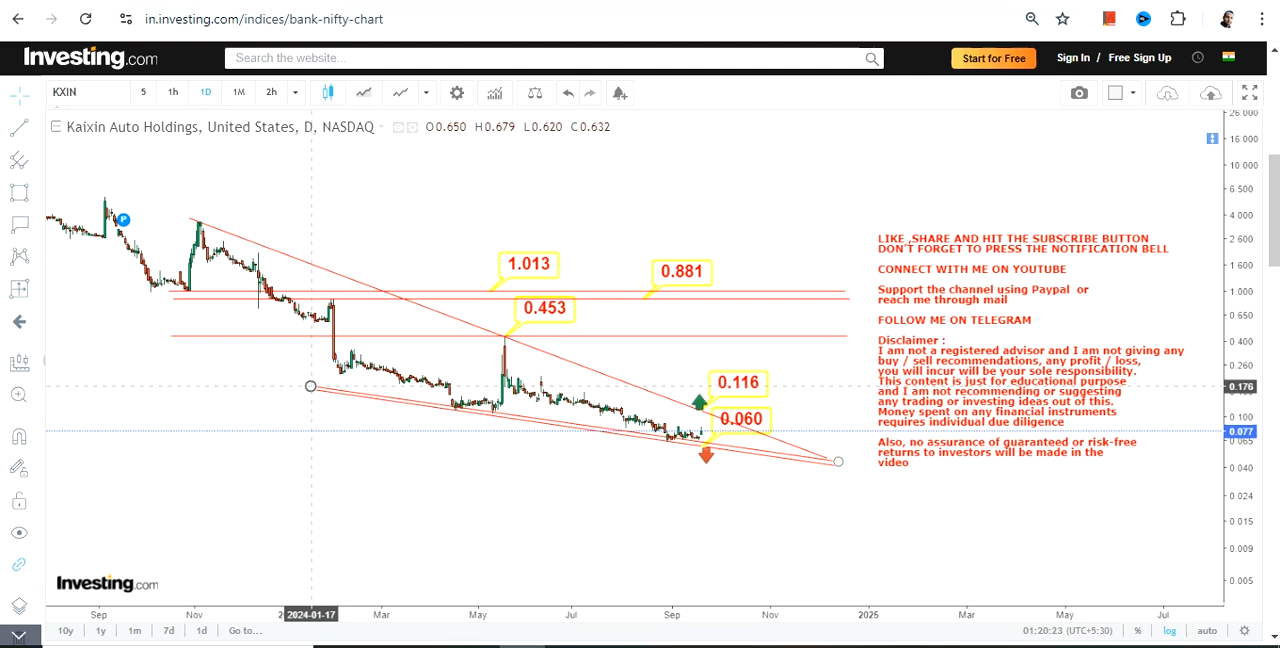 in.investing.com/indices/bank-nifty-chart
Investing.com
Search the website...
Start for Free
Sign In / Free Sign Up
KXIN 5 1h 1D 1M 2h
Kaixin Auto Holdings, United States, D, NASDAQ O0.650 H0.679 L0.620 C0.632
P
26.000
16.000
10.000
6.500
4.000
2.600
1.600
1.000
0.650
0.400
0.260
0.176
0.100
0.077
0.065
0.040
0.024
0.015
0.009
0.005
1.013
0.881
0.453
0.116
0.060
LIKE ,SHARE AND HIT THE SUBSCRIBE BUTTON
DON'T FORGET TO PRESS THE NOTIFICATION BELL
CONNECT WITH ME ON YOUTUBE
Support the channel using Paypal or
reach me through mail
FOLLOW ME ON TELEGRAM
Disclaimer :
I am not a registered advisor and I am not giving any
buy / sell recommendations, any profit / loss,
you will incur will be your sole responsibility.
This content is just for educational purpose
and I am not recommending or suggesting
any trading or investing ideas out of this.
Money spent on any financial instruments
requires individual due diligence
Also, no assurance of guaranteed or risk-free
returns to investors will be made in the
video
Investing.com
Sep Nov 2024-01-17 Mar May Jul Sep Nov 2025 Mar May Jul
10y 1y 1m 7d 1d Go to... 01:20:23 (UTC+5:30) % log auto